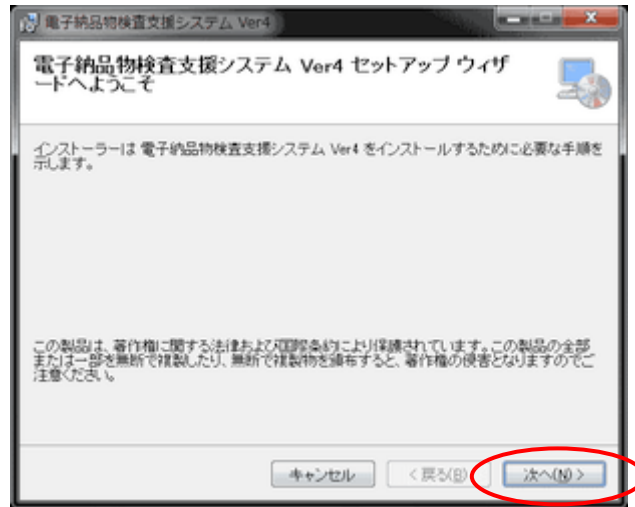 電子納品物検査支援システム Ver4
電子納品物検査支援システム Ver4 セットアップ ウィザ
ードへようこそ
インストーラーは 電子納品物検査支援システム Ver4 をインストールするために必要な手順を
示します。
この製品は、著作権に関する法律および国際条約により保護されています。この製品の全部
または一部を無断で複製したり、無断で複製物を頒布すると、著作権の侵害となりますのでご
注意ください。
キャンセル
< 戻る(B)
次へ(N) >